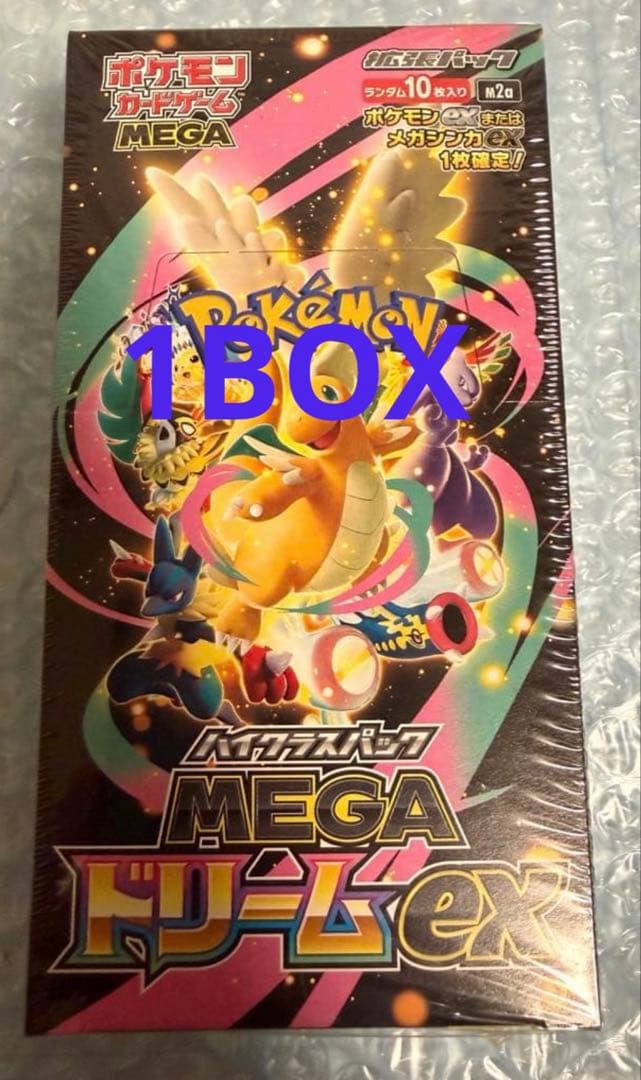 ポケモン
カードゲーム
MEGA
拡張パック
ランダム10枚入り
M2a
ポケモンexまたは
メガシンカex
1枚確定!
POKéMON
1BOX
ハイクラスパック
MEGA
ドリームex